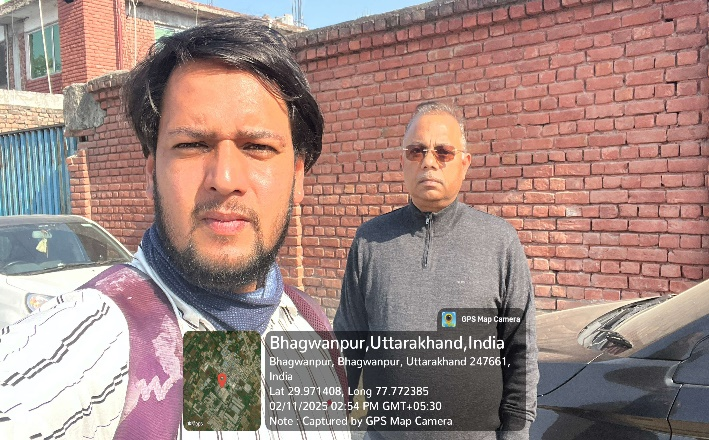 GPS Map Camera
Bhagwanpur,Uttarakhand,India
Bhagwanpur, Bhagwanpur, Uttarakhand 247661,
India
Lat 29.971408, Long 77.772385
02/11/2025 02:54 PM GMT+05:30
Note : Captured by GPS Map Camera